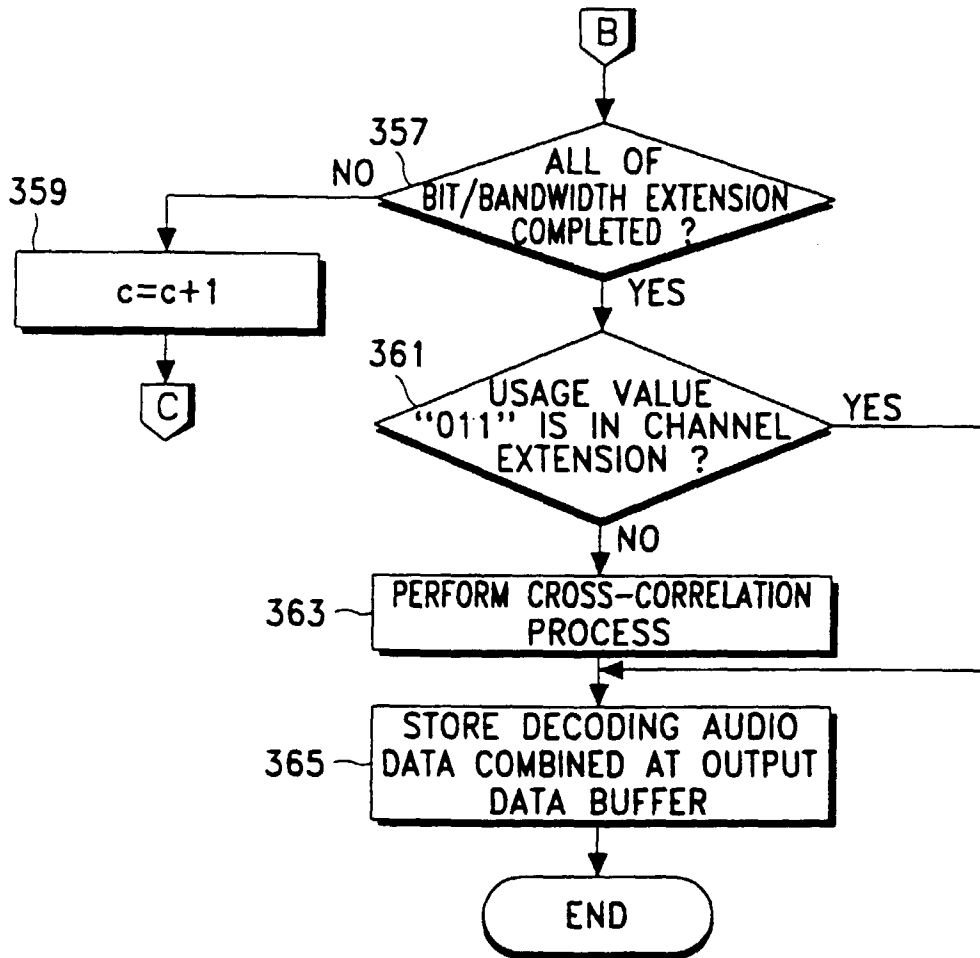 B
357
ALL OF
BIT/BANDWIDTH EXTENSION
COMPLETED ?
NO
359
c=c+1
YES
C
361
USAGE VALUE
"011" IS IN CHANNEL
EXTENSION ?
YES
NO
363
PERFORM CROSS-CORRELATION
PROCESS
365
STORE DECODING AUDIO
DATA COMBINED AT OUTPUT
DATA BUFFER
END